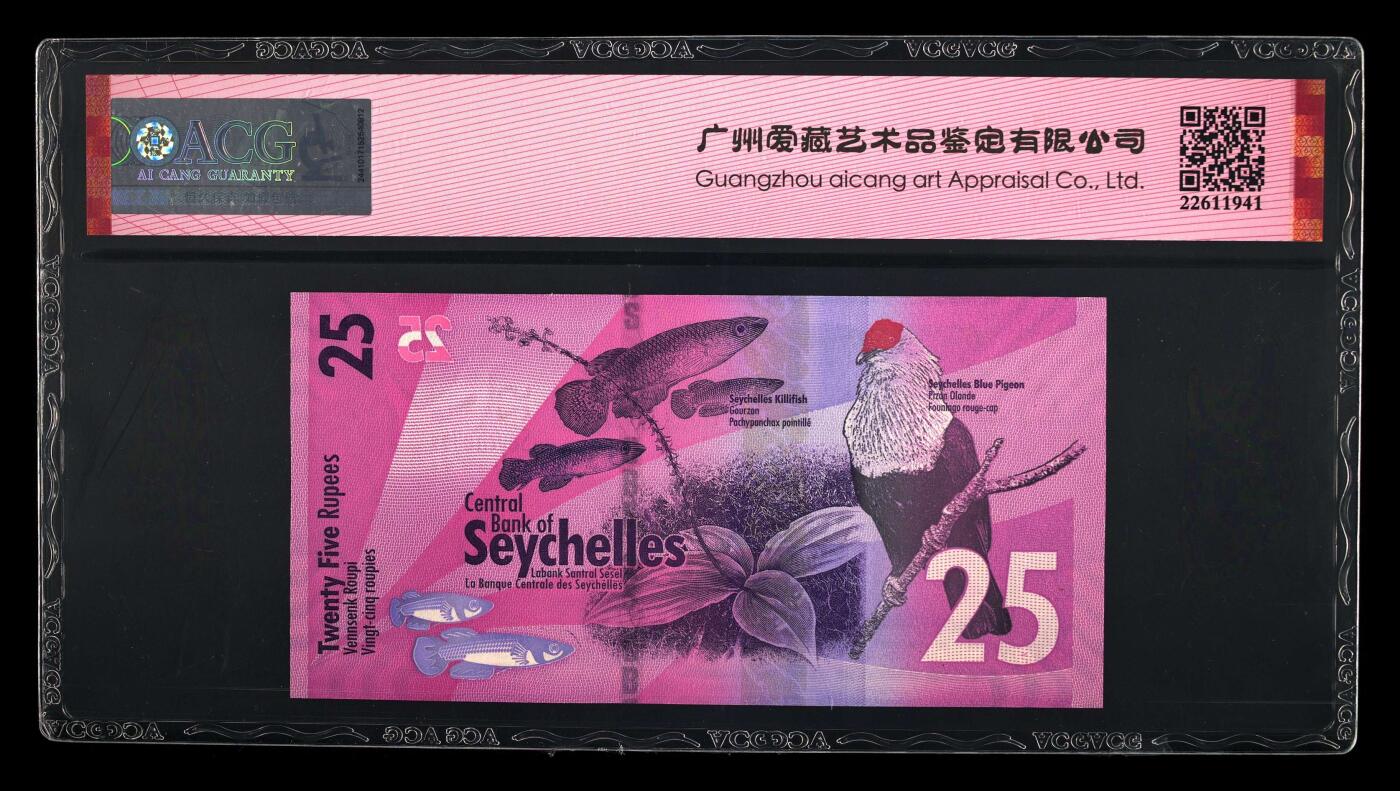 ACG
AI CANG GUARANTY
广州爱藏艺术品鉴定有限公司
Guangzhou aicang art Appraisal Co., Ltd.
22611941
25
25
Seychelles Killifish
Gourzon
Pachypanchax pointillé
Seychelles Blue Pigeon
Pizon Olande
Founingo rouge-cap
Central
Bank of
Seychelles
Labank Santral Sesel
La Banque Centrale des Seychelles
Twenty Five Rupees
Vennsenk Roupi
Vingt-cinq roupies
25